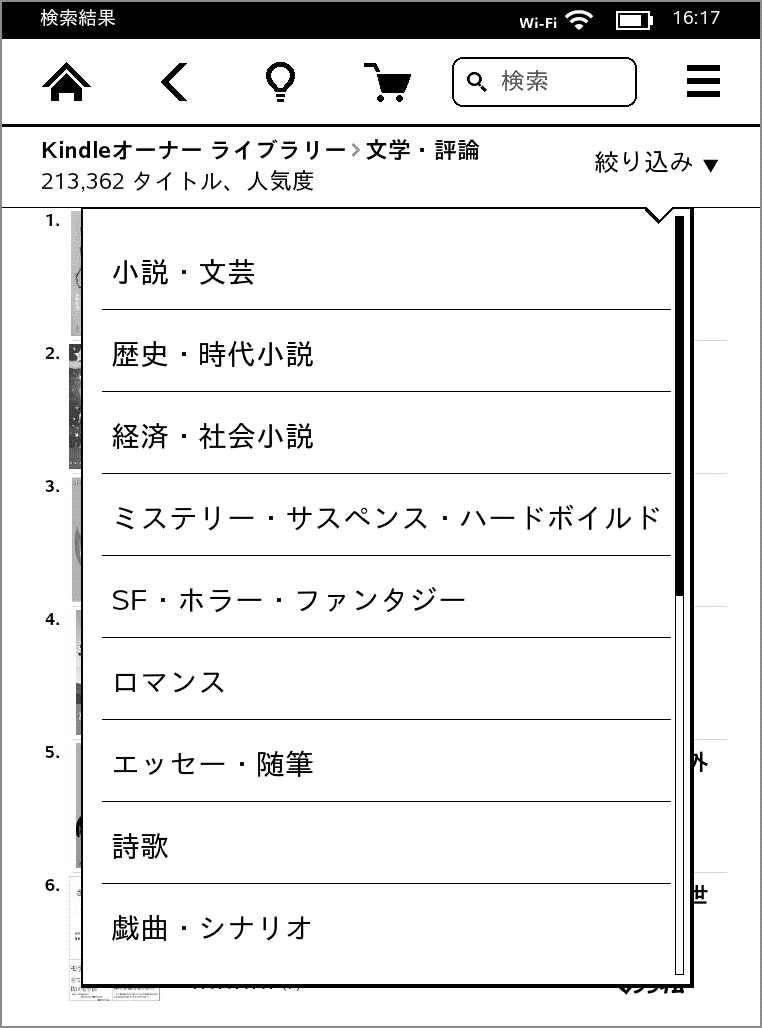 検索結果
Wi-Fi
16:17
検索
Kindleオーナー ライブラリー>文学・評論
213,362 タイトル、人気度
絞り込み ▼
1.
小説・文芸
歴史・時代小説
2.
経済・社会小説
3.
ミステリー・サスペンス・ハードボイルド
SF・ホラー・ファンタジー
4.
ロマンス
5.
エッセー・随筆
外
詩歌
6.
世
戯曲・シナリオ